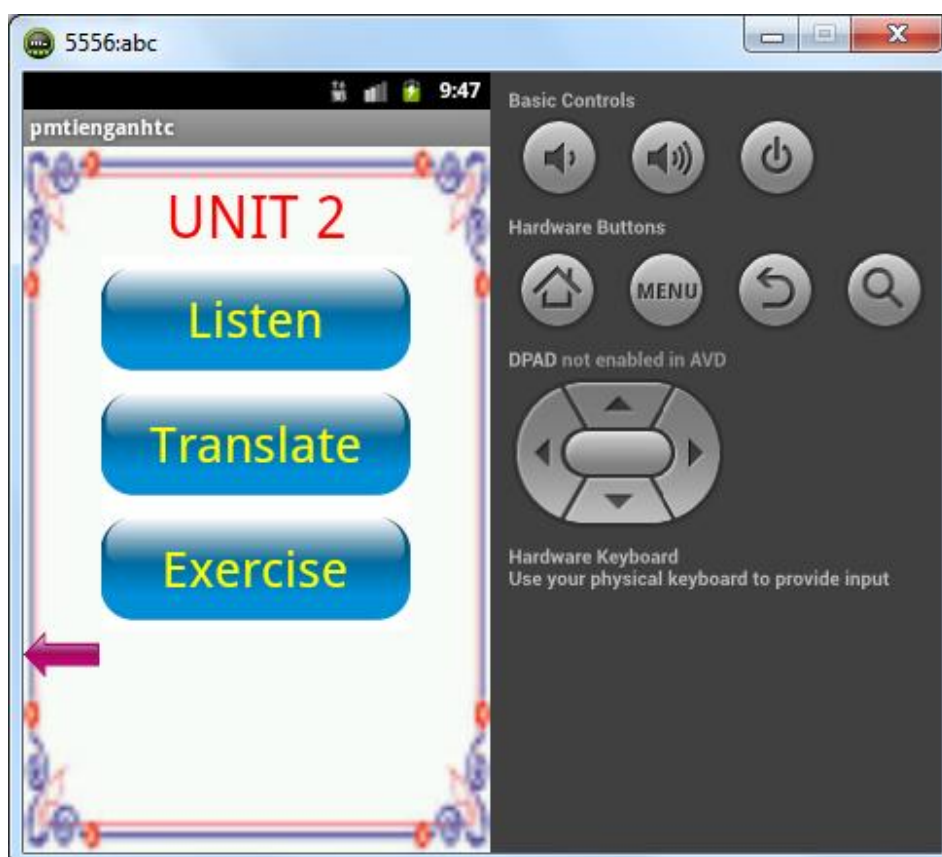 5556:abc
9:47
pmtienganhtc
UNIT 2
Listen
Translate
Exercise
Basic Controls
Hardware Buttons
MENU
DPAD not enabled in AVD
Hardware Keyboard
Use your physical keyboard to provide input